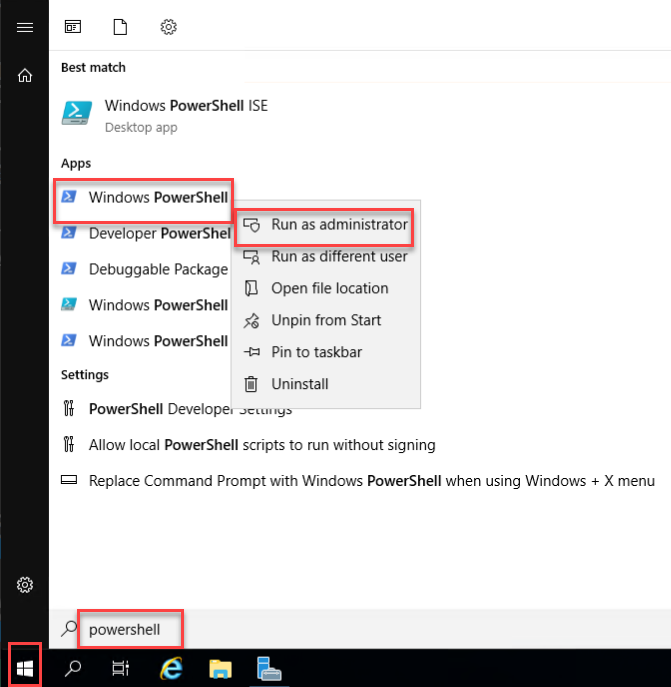 Best match
Windows PowerShell ISE
Desktop app
Apps
Windows PowerShell
Developer PowerShel
Debuggable Package
Windows PowerShell
Windows PowerShell
Run as administrator
Run as different user
Open file location
Unpin from Start
Pin to taskbar
Uninstall
Settings
PowerShell Developer Settings
Allow local PowerShell scripts to run without signing
Replace Command Prompt with Windows PowerShell when using Windows + X menu
powershell